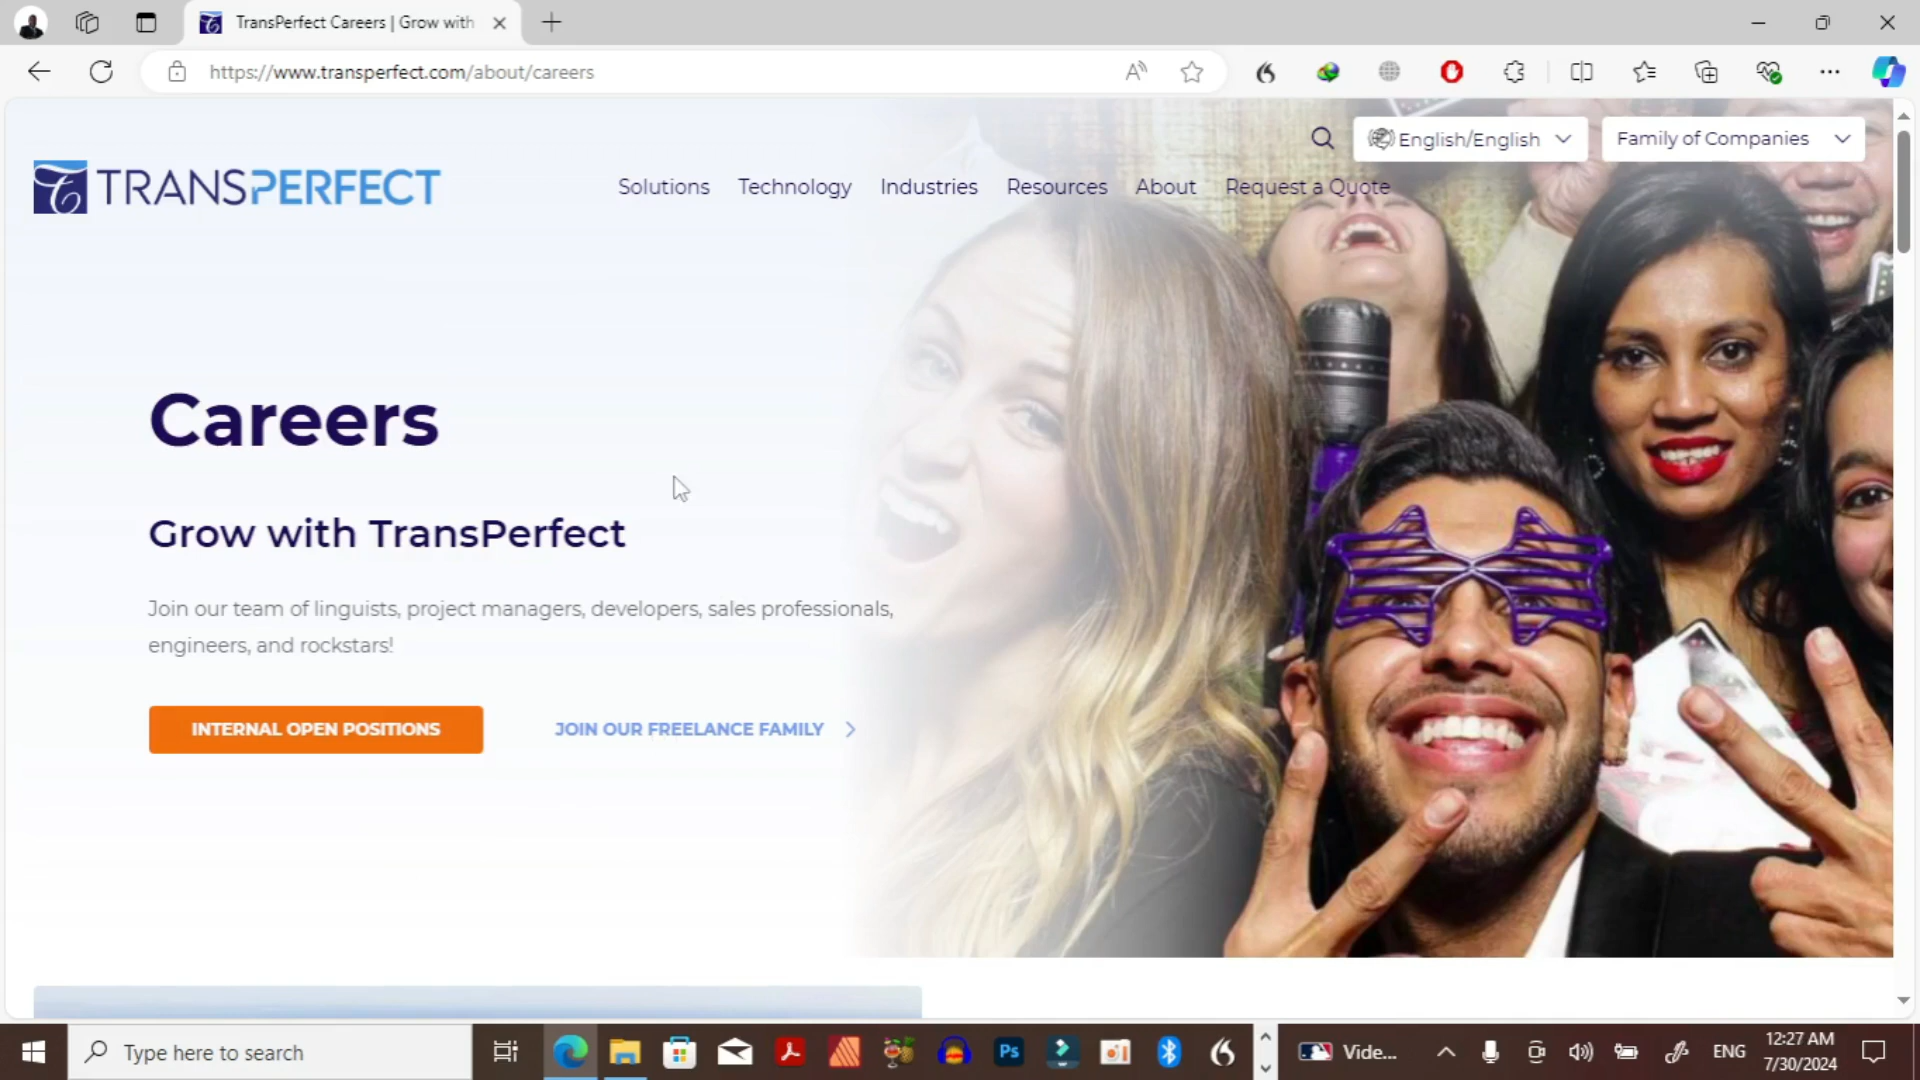 TransPerfect Careers | Grow with
https://www.transperfect.com/about/careers
English/English
Family of Companies
TRANSPERFECT
Solutions
Technology
Industries
Resources
About
Request a Quote
Careers
Grow with TransPerfect
Join our team of linguists, project managers, developers, sales professionals,
engineers, and rockstars!
INTERNAL OPEN POSITIONS
JOIN OUR FREELANCE FAMILY
Type here to search
Ps
Vide...
ENG
12:27 AM
7/30/2024